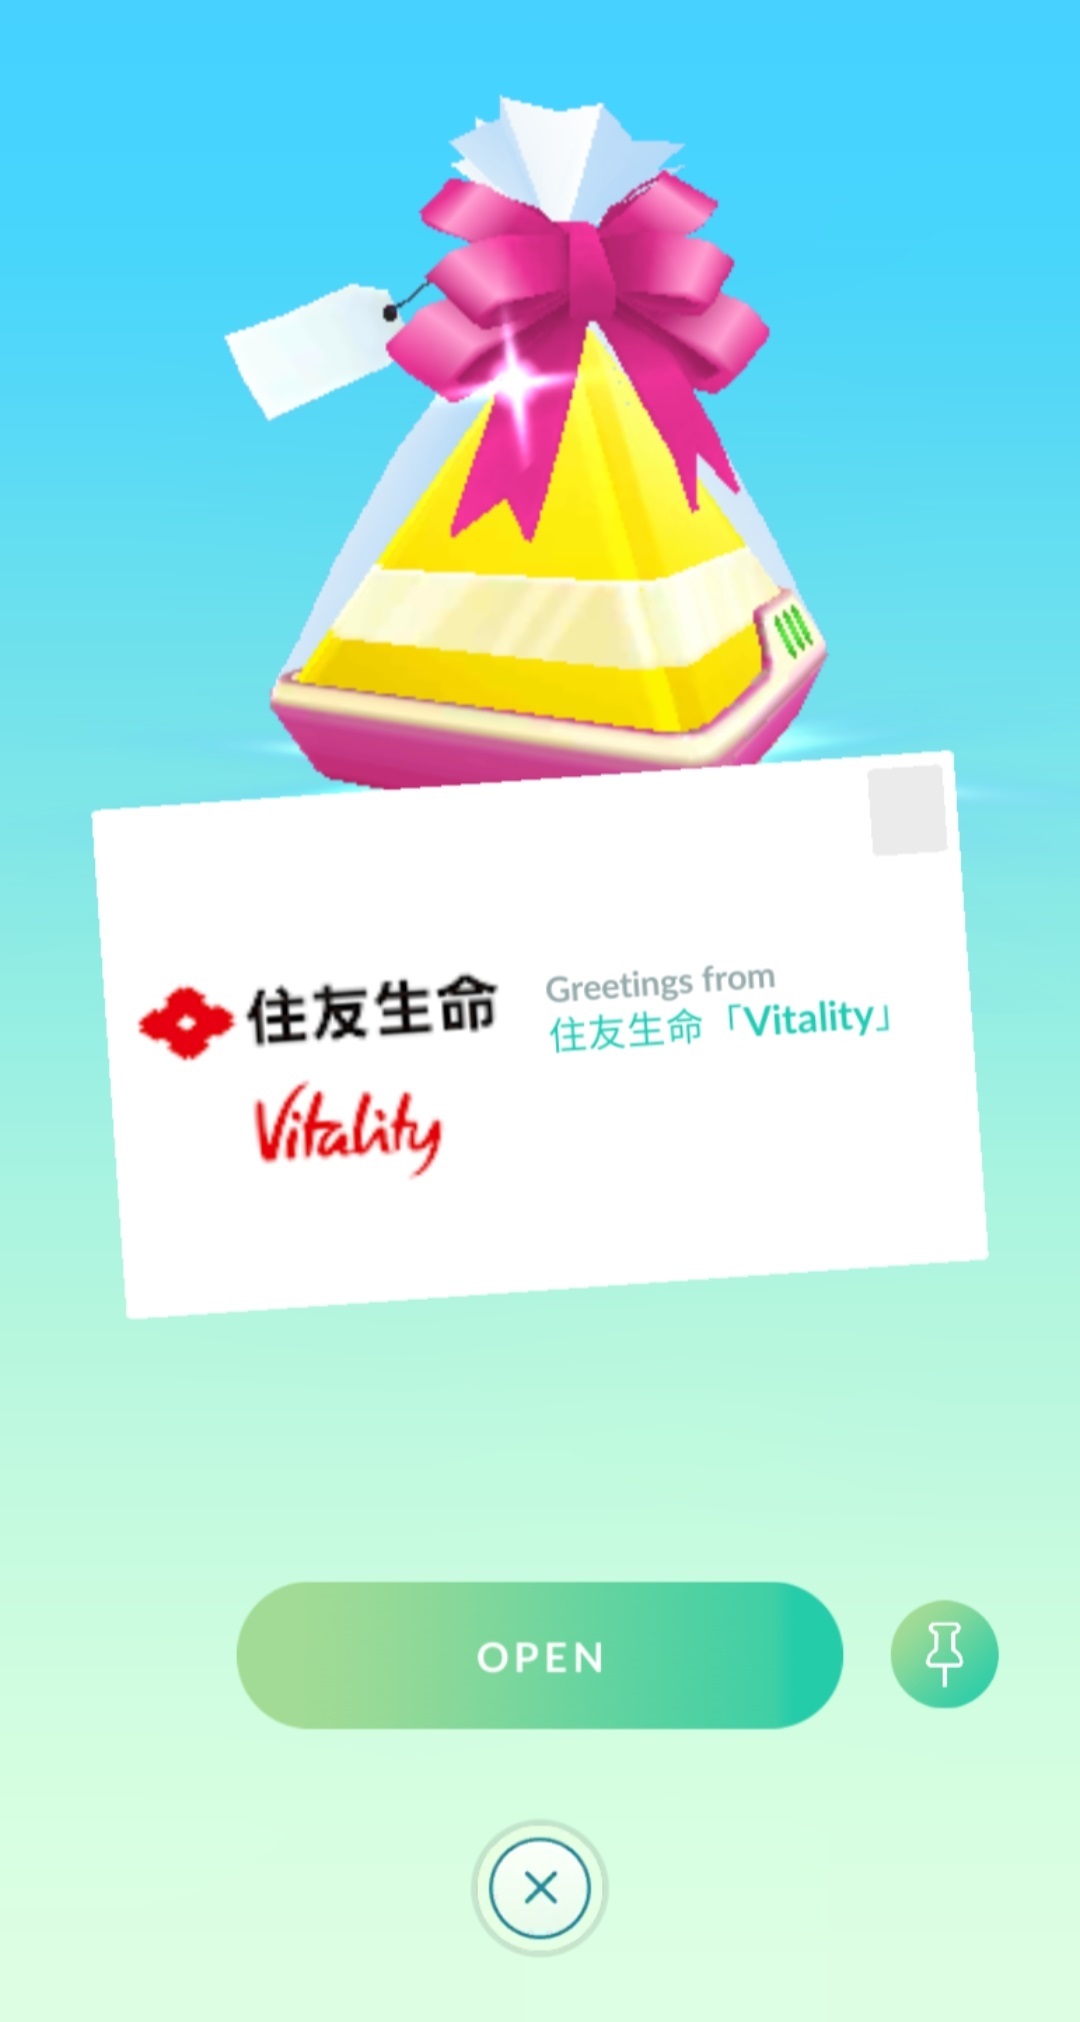 住友生命
Vitality
Greetings from
住友生命「Vitality」
OPEN